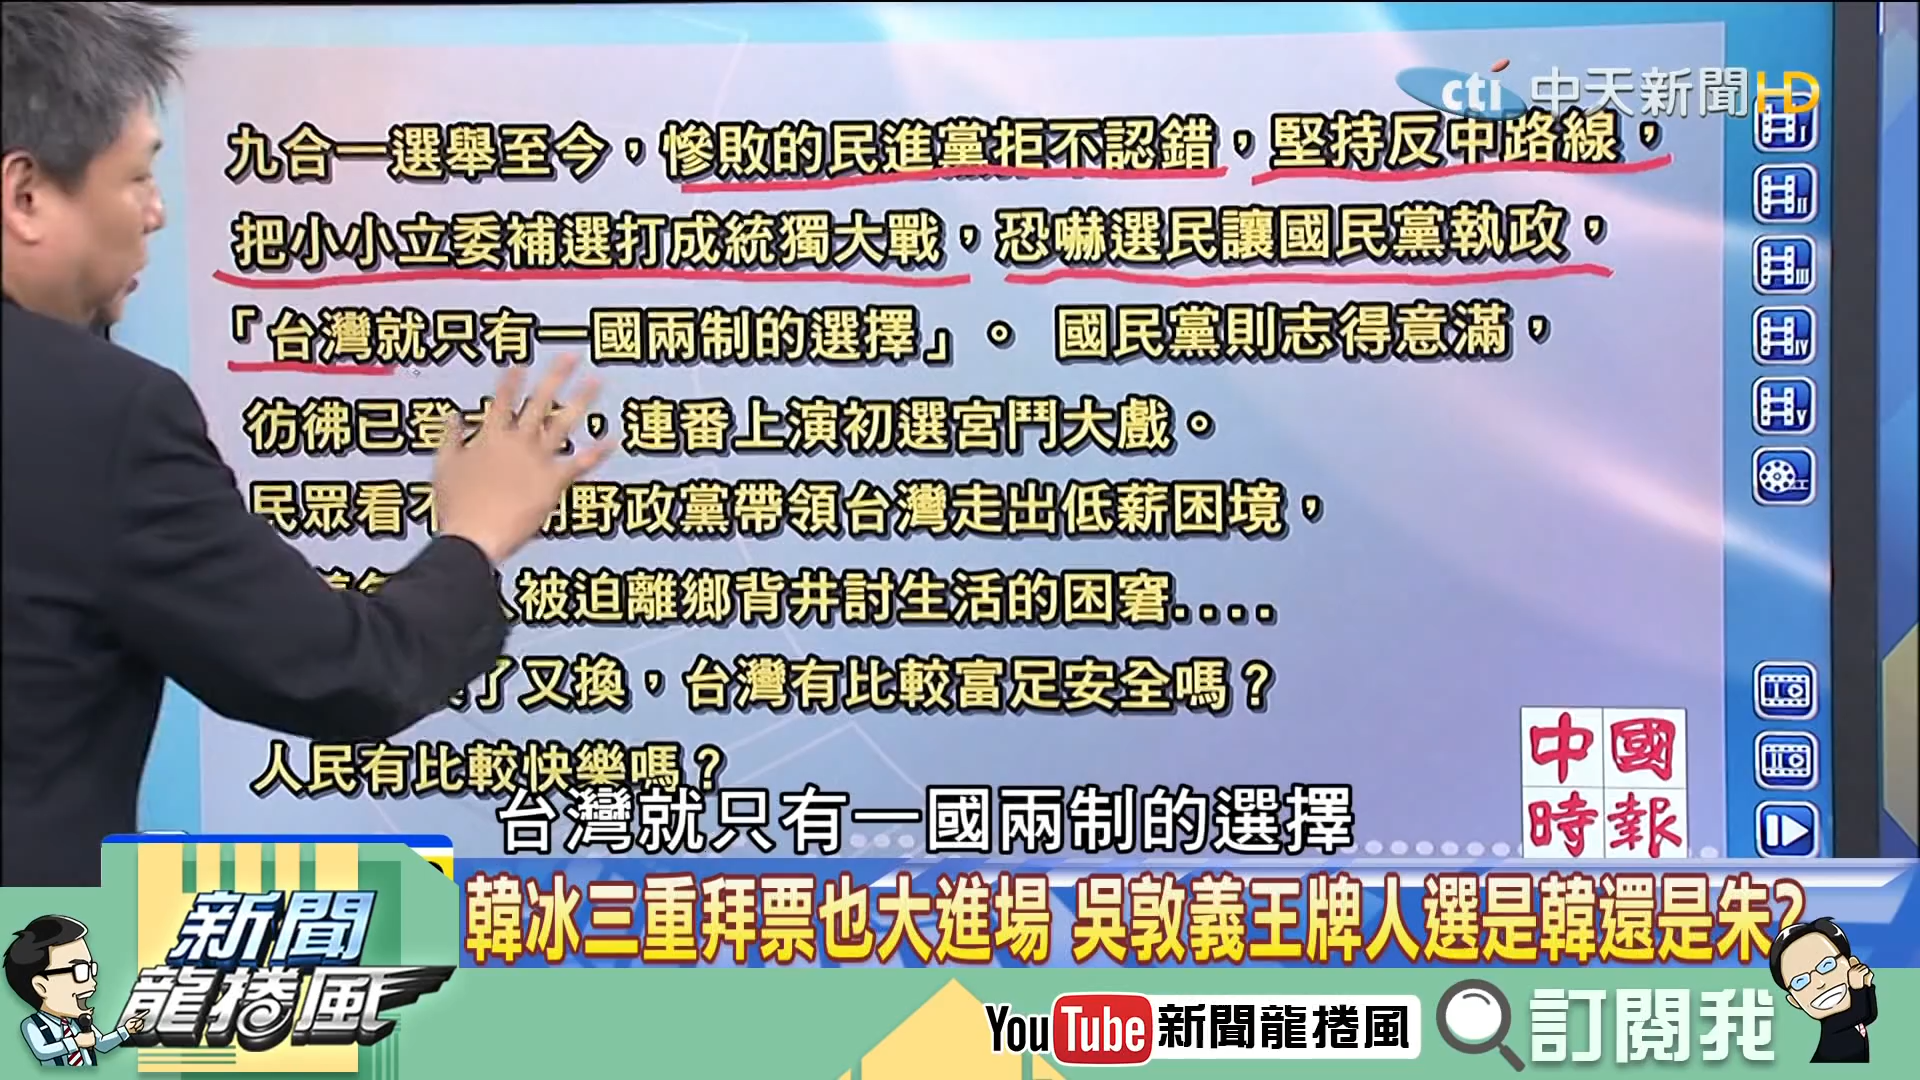 cti 中天新聞 HD
九合一選舉至今，慘敗的民進黨拒不認錯，堅持反中路線，
把小小立委補選打成統獨大戰，恐嚇選民讓國民黨執政，
「台灣就只有一國兩制的選擇」。 國民黨則志得意滿，
彷彿已登大，連番上演初選宮鬥大戲。
民眾看不 野政黨帶領台灣走出低薪困境，
被迫離鄉背井討生活的困窘....
了又換，台灣有比較富足安全嗎？
人民有比較快樂嗎？
中國時報
台灣就只有一國兩制的選擇
韓冰三重拜票也大進場 吳敦義王牌人選是韓還是朱?
新聞龍捲風
YouTube 新聞龍捲風
訂閱我
I
II
III
IV
V